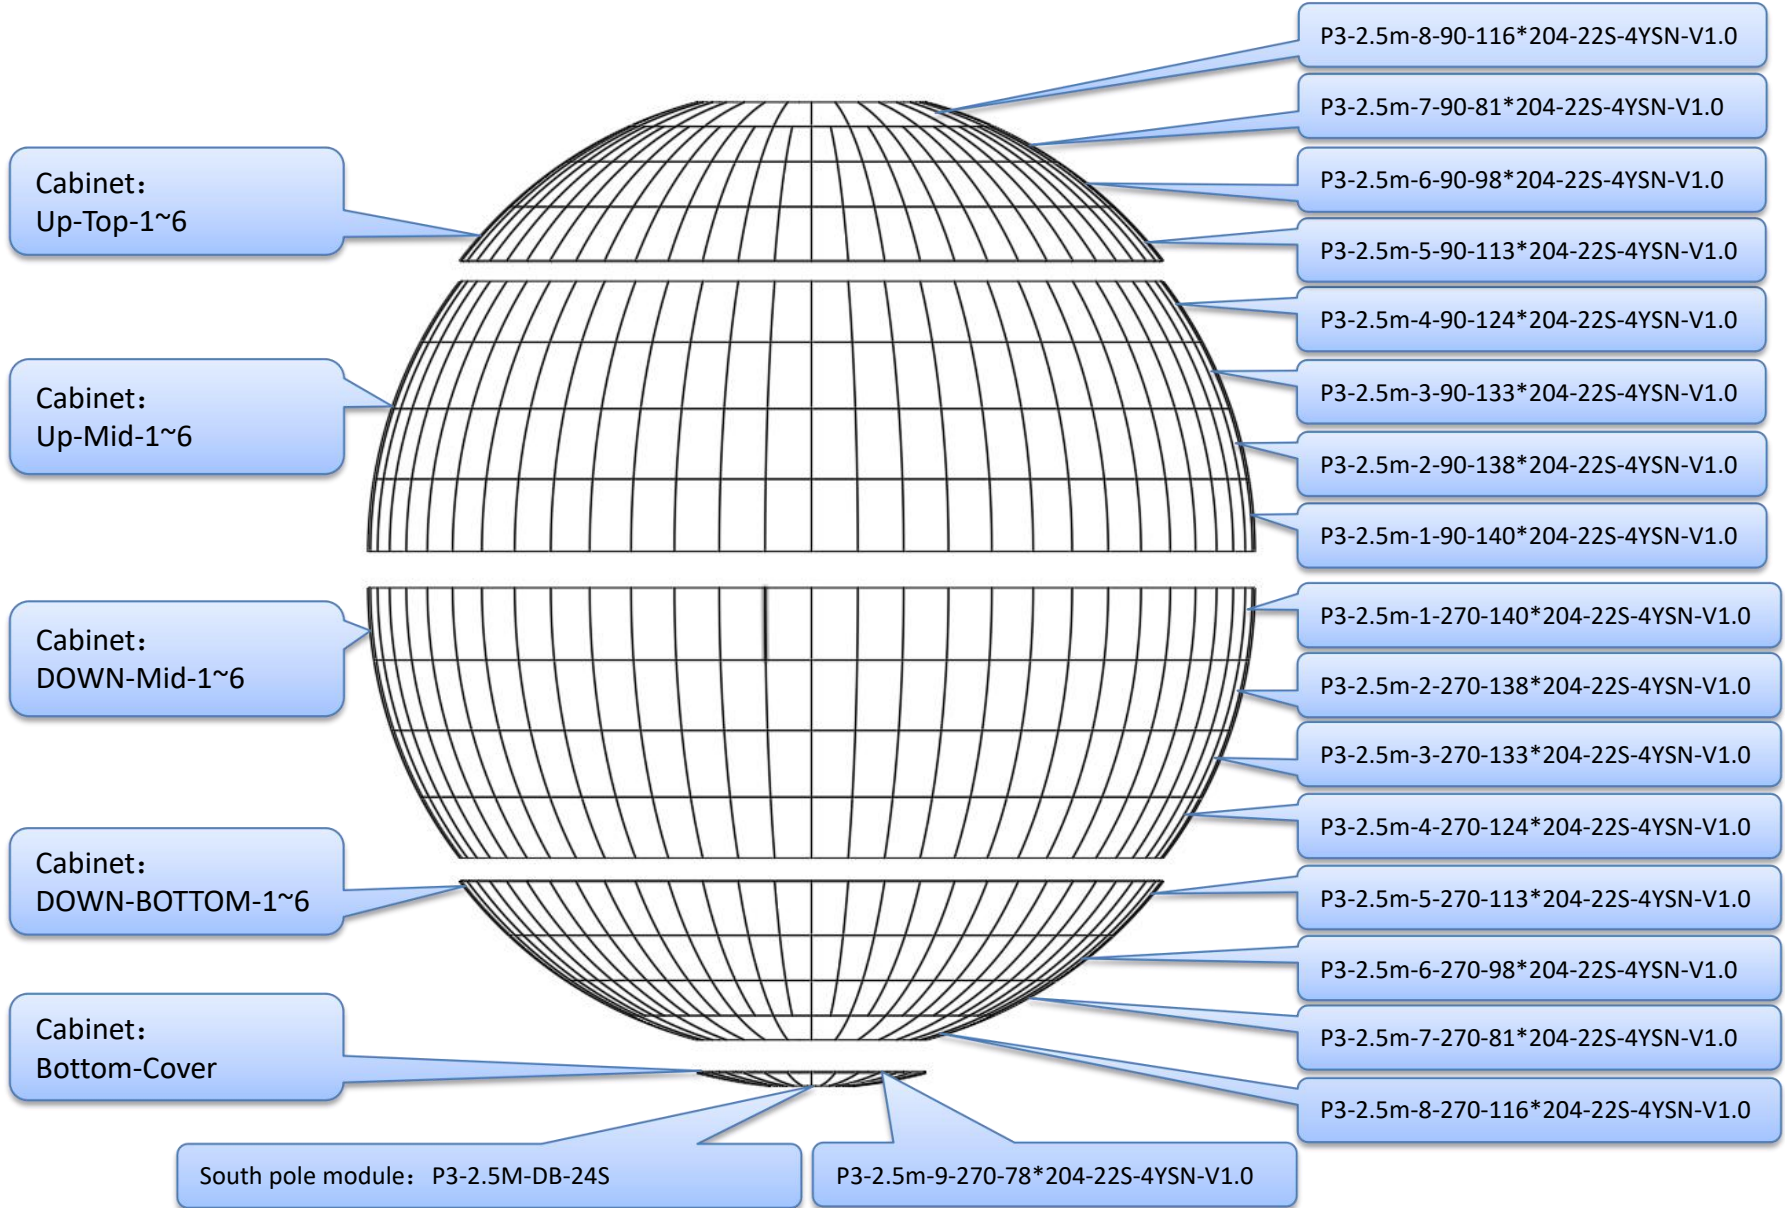 Cabinet：
Up-Top-1~6
Cabinet：
Up-Mid-1~6
Cabinet：
DOWN-Mid-1~6
Cabinet：
DOWN-BOTTOM-1~6
Cabinet：
Bottom-Cover
P3-2.5m-8-90-116*204-22S-4YSN-V1.0
P3-2.5m-7-90-81*204-22S-4YSN-V1.0
P3-2.5m-6-90-98*204-22S-4YSN-V1.0
P3-2.5m-5-90-113*204-22S-4YSN-V1.0
P3-2.5m-4-90-124*204-22S-4YSN-V1.0
P3-2.5m-3-90-133*204-22S-4YSN-V1.0
P3-2.5m-2-90-138*204-22S-4YSN-V1.0
P3-2.5m-1-90-140*204-22S-4YSN-V1.0
P3-2.5m-1-270-140*204-22S-4YSN-V1.0
P3-2.5m-2-270-138*204-22S-4YSN-V1.0
P3-2.5m-3-270-133*204-22S-4YSN-V1.0
P3-2.5m-4-270-124*204-22S-4YSN-V1.0
P3-2.5m-5-270-113*204-22S-4YSN-V1.0
P3-2.5m-6-270-98*204-22S-4YSN-V1.0
P3-2.5m-7-270-81*204-22S-4YSN-V1.0
P3-2.5m-8-270-116*204-22S-4YSN-V1.0
South pole module：P3-2.5M-DB-24S
P3-2.5m-9-270-78*204-22S-4YSN-V1.0